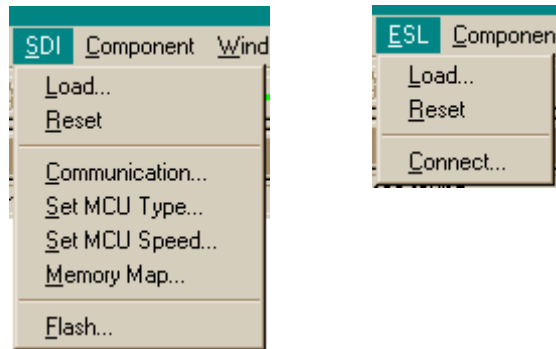 SDI Component Wind
Load...
Reset
Communication...
Set MCU Type...
Set MCU Speed...
Memory Map...
Flash...
ESL Componen
Load...
Reset
Connect...